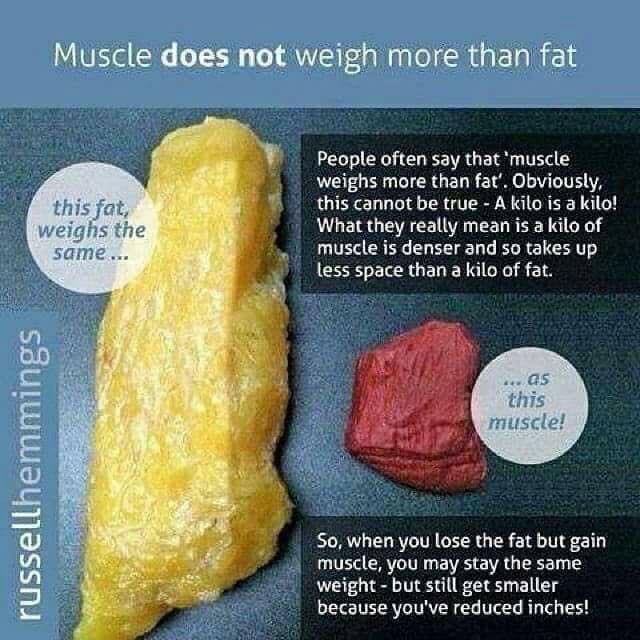 Muscle does not weigh more than fat
People often say that ‘muscle
weighs more than fat’. Obviously,
this cannot be true - A kilo is a kilo!
What they really mean is a kilo of
muscle is denser and so takes up
less space than a kilo of fat.
this fat,
weighs the
same ...
... as
this
muscle!
So, when you lose the fat but gain
muscle, you may stay the same
weight - but still get smaller
because you've reduced inches!
russellhemmings